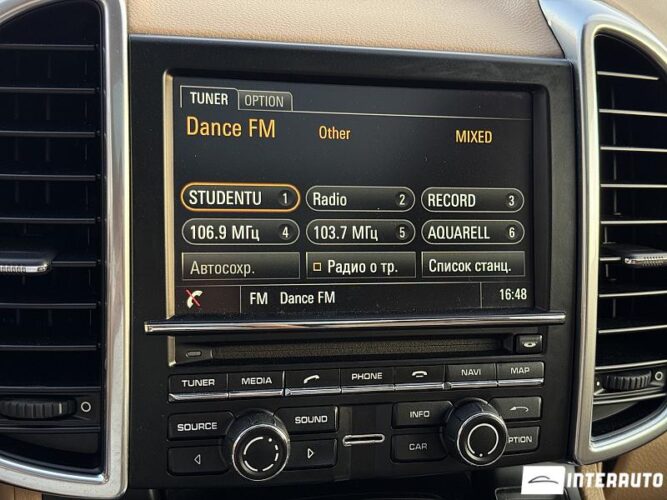 TUNER OPTION
Dance FM Other MIXED
STUDENTU 1 Radio 2 RECORD 3
106.9 МГц 4 103.7 МГц 5 AQUARELL 6
Автосохр. Радио о тр. Список станц.
FM Dance FM 16:48
TUNER MEDIA PHONE NAVI MAP
SOURCE SOUND INFO
CAR OPTION
INTERAUTO